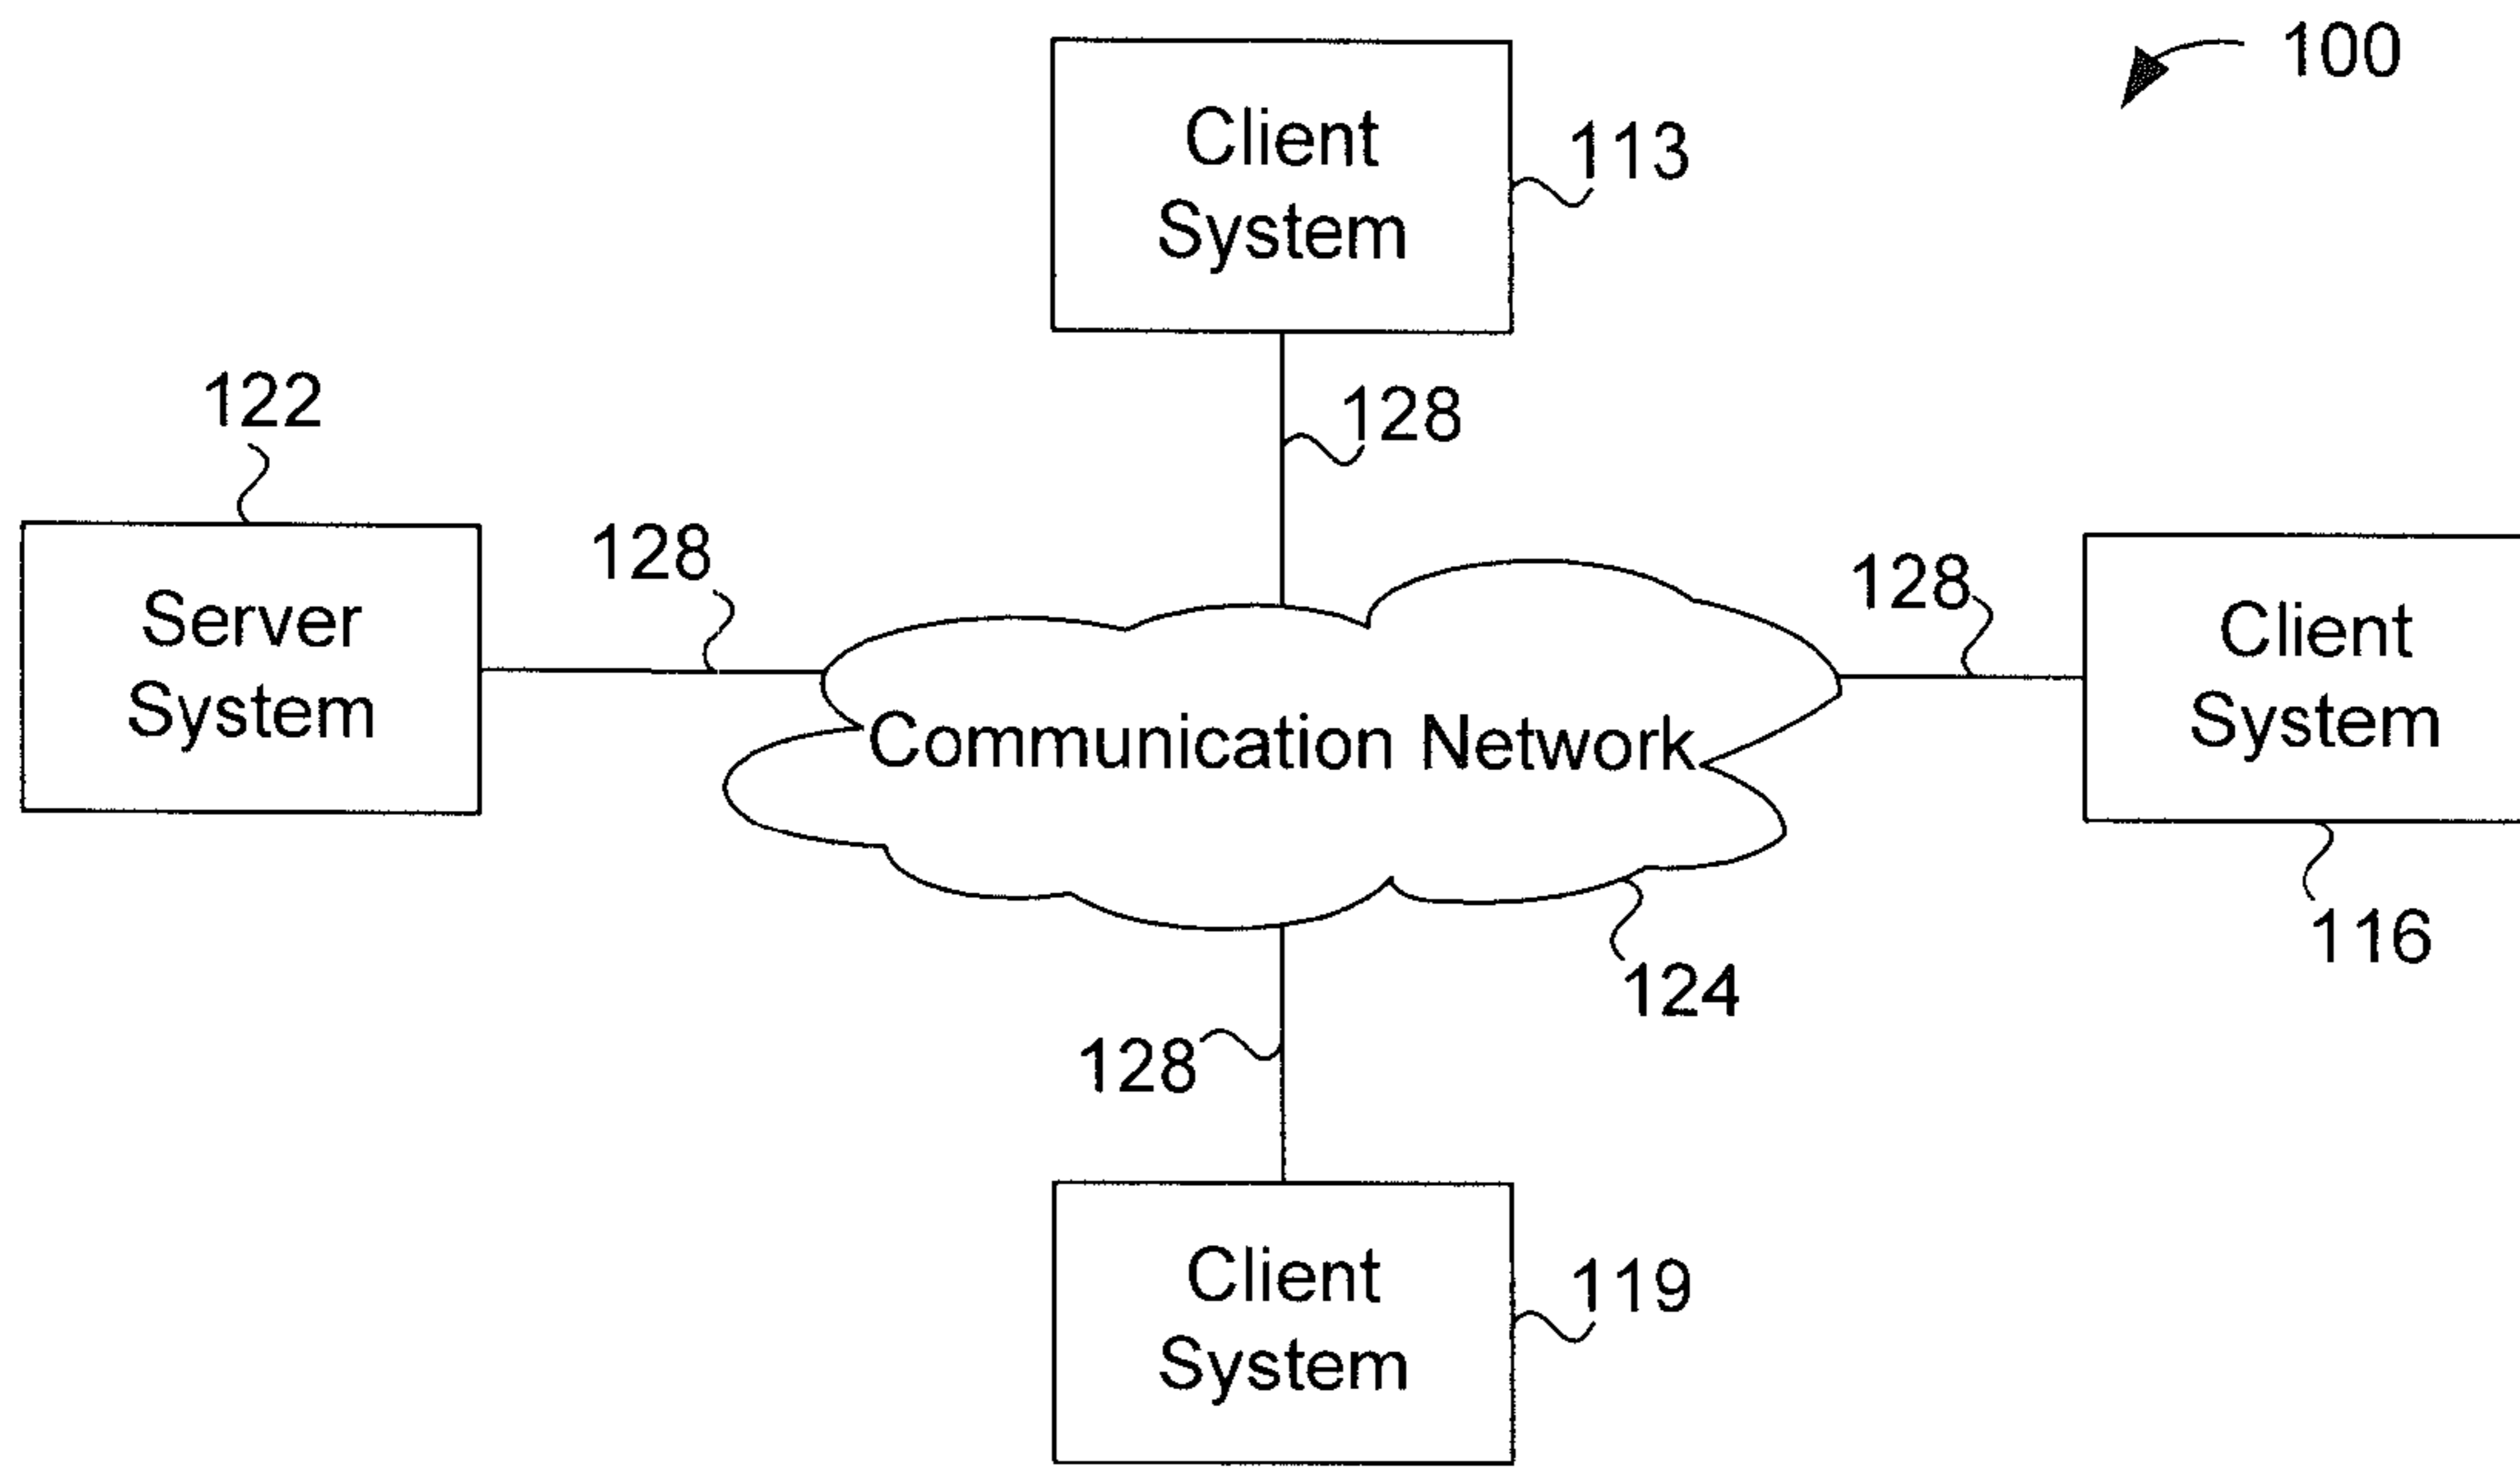 100
Client
System
113
128
122
Server
System
128
128
Client
System
Communication Network
116
124
128
Client
System
119